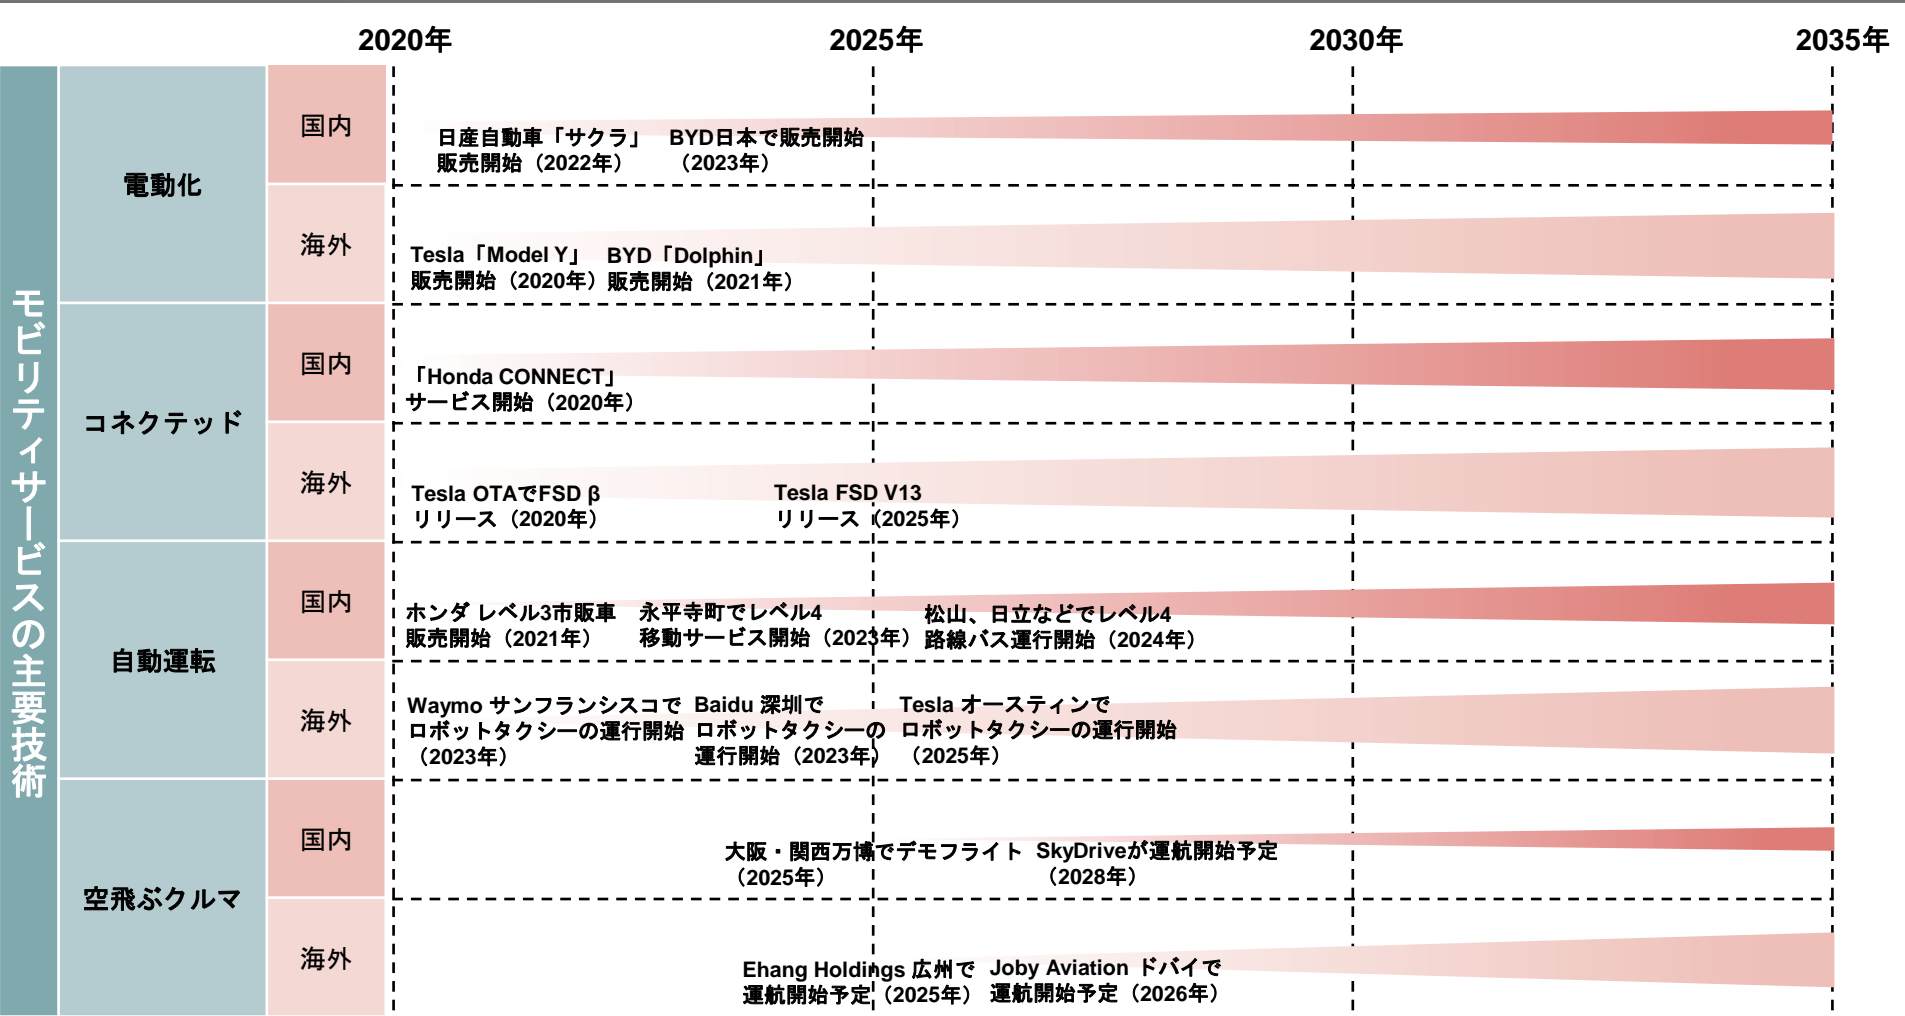 2020年
2025年
2030年
2035年
モビリティサービスの主要技術
電動化
国内
日産自動車「サクラ」
販売開始（2022年）
BYD日本で販売開始
（2023年）
海外
Tesla「Model Y」
販売開始（2020年）
BYD「Dolphin」
販売開始（2021年）
コネクテッド
国内
「Honda CONNECT」
サービス開始（2020年）
海外
Tesla OTAでFSD β
リリース（2020年）
Tesla FSD V13
リリース（2025年）
自動運転
国内
ホンダ レベル3市販車
販売開始（2021年）
永平寺町でレベル4
移動サービス開始（2023年）
松山、日立などでレベル4
路線バス運行開始（2024年）
海外
Waymo サンフランシスコで
ロボットタクシーの運行開始
（2023年）
Baidu 深圳で
ロボットタクシーの
運行開始（2023年）
Tesla オースティンで
ロボットタクシーの運行開始
（2025年）
空飛ぶクルマ
国内
大阪・関西万博でデモフライト
（2025年）
SkyDriveが運航開始予定
（2028年）
海外
Ehang Holdings 広州で
運航開始予定（2025年）
Joby Aviation ドバイで
運航開始予定（2026年）